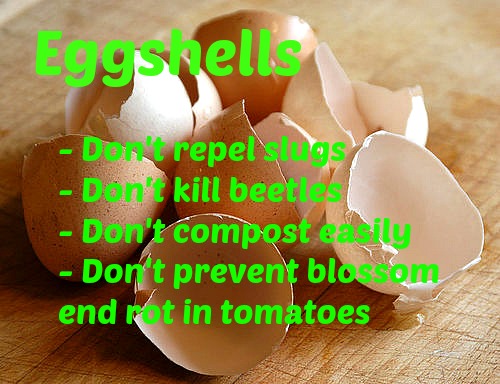 Eggshells
- Don't repel slugs
- Don't kill beetles
- Don't compost easily
- Don't prevent blossom
end rot in tomatoes